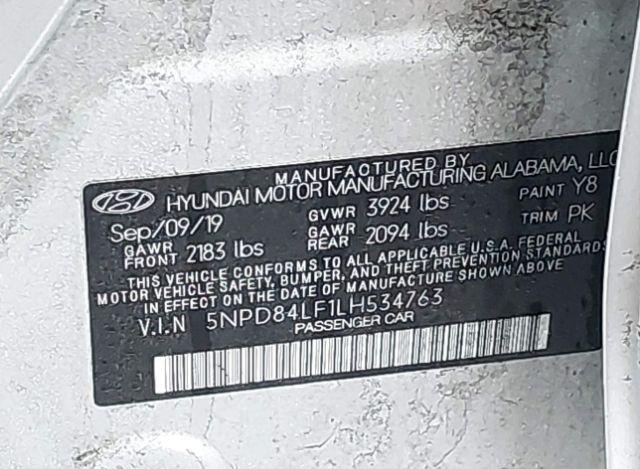 MANUFACTURED BY
HYUNDAI MOTOR MANUFACTURING ALABAMA, LLC
Sep/09/19 GVWR 3924 lbs PAINT Y8
GAWR FRONT 2183 lbs GAWR REAR 2094 lbs TRIM PK
THIS VEHICLE CONFORMS TO ALL APPLICABLE U.S.A. FEDERAL
MOTOR VEHICLE SAFETY, BUMPER, AND THEFT PREVENTION STANDARDS
IN EFFECT ON THE DATE OF MANUFACTURE SHOWN ABOVE
V.I.N 5NPD84LF1LH534763
PASSENGER CAR